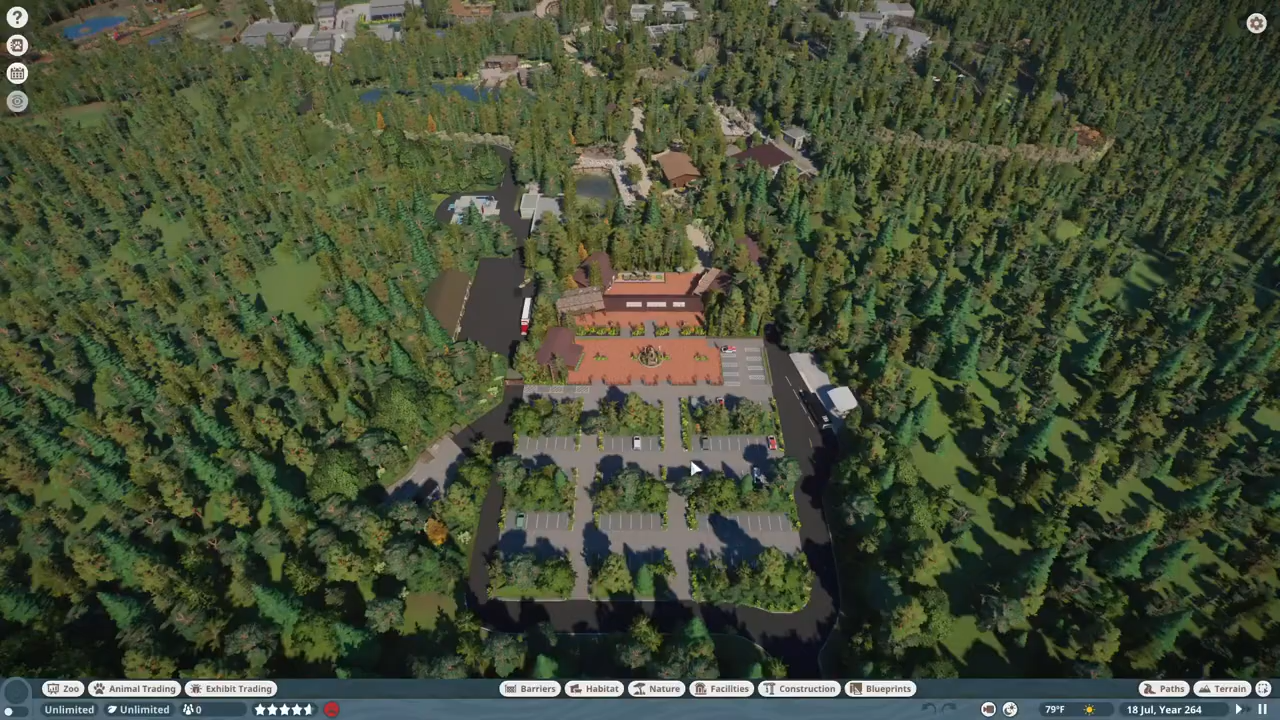 ?
Zoo
Animal Trading
Exhibit Trading
Barriers
Habitat
Nature
Facilities
Construction
Blueprints
Paths
Terrain
Unlimited
Unlimited
0
79°F
18 Jul, Year 264